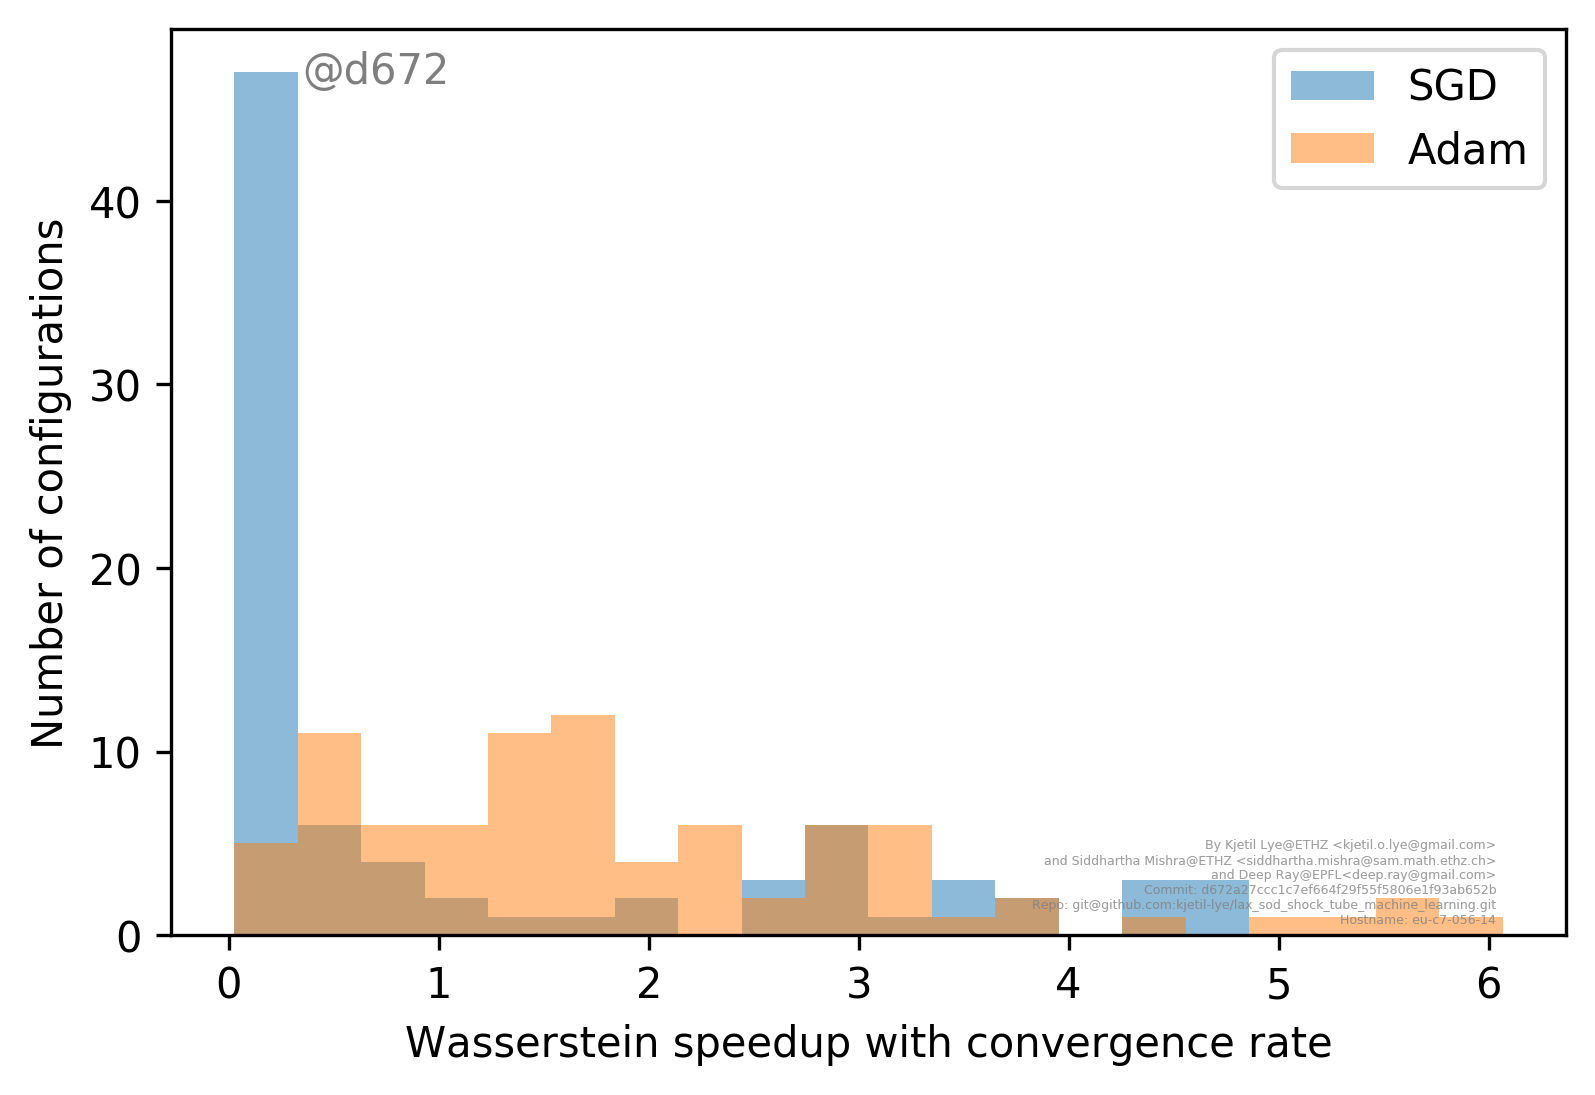 @d672
SGD
Adam
40
30
20
10
0
Number of configurations
0 1 2 3 4 5 6
Wasserstein speedup with convergence rate
By Kjetil Lye@ETHZ <kjetil.o.lye@gmail.com>
and Siddhartha Mishra@ETHZ <siddhartha.mishra@sam.math.ethz.ch>
and Deep Ray@EPFL<deep.ray@gmail.com>
Commit: d672a27ccc1c7ef664f29f55f5806e1f93ab652b
Repo: git@github.com:kjetil-lye/lax_sod_shock_tube_machine_learning.git
Hostname: eu-c7-056-14